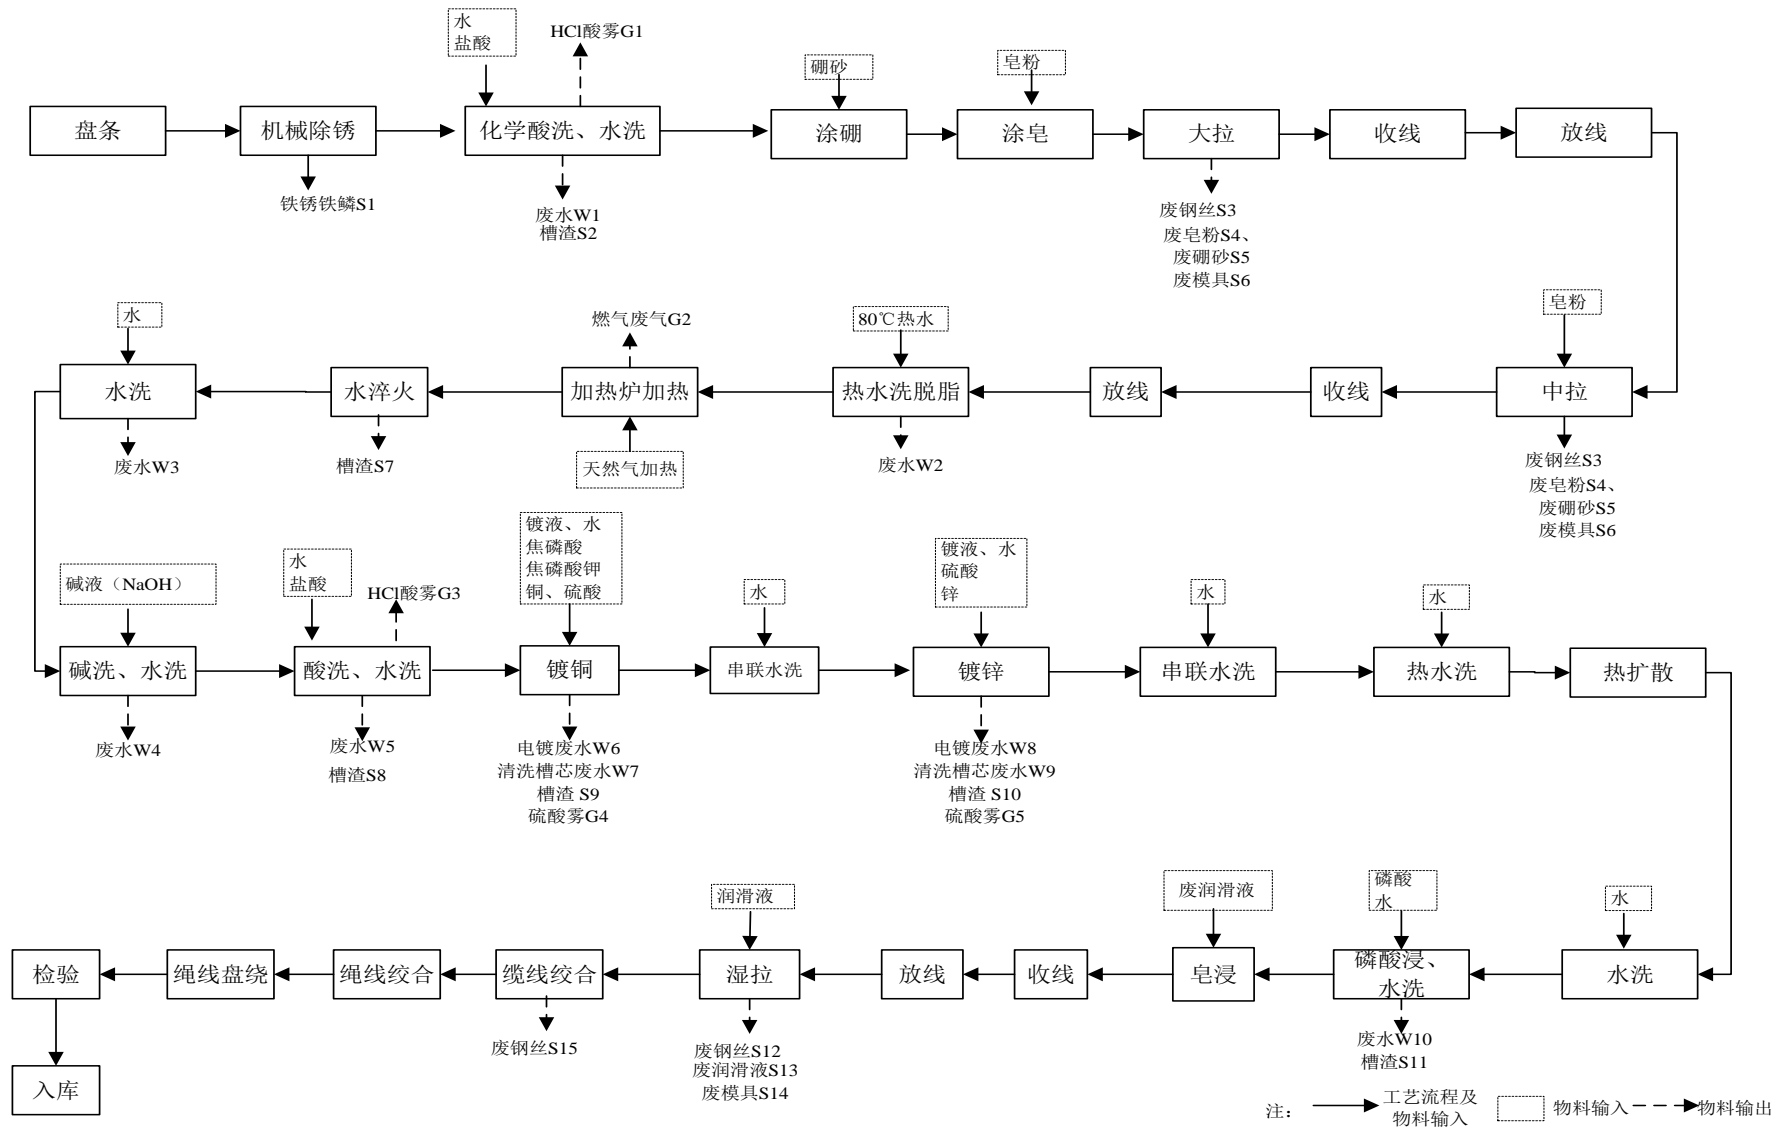 水
盐酸
HCl酸雾G1
硼砂
皂粉
盘条
机械除锈
化学酸洗、水洗
涂硼
涂皂
大拉
收线
放线
铁锈铁鳞S1
废水W1
槽渣S2
废钢丝S3
废皂粉S4、
废硼砂S5
废模具S6
水
燃气废气G2
80℃热水
皂粉
水洗
水淬火
加热炉加热
热水洗脱脂
放线
收线
中拉
废水W3
槽渣S7
天然气加热
废水W2
废钢丝S3
废皂粉S4、
废硼砂S5
废模具S6
碱液（NaOH）
水
盐酸
HCl酸雾G3
镀液、水
焦磷酸
焦磷酸钾
铜、硫酸
水
镀液、水
硫酸
锌
水
水
碱洗、水洗
酸洗、水洗
镀铜
串联水洗
镀锌
串联水洗
热水洗
热扩散
废水W4
废水W5
槽渣S8
电镀废水W6
清洗槽芯废水W7
槽渣 S9
硫酸雾G4
电镀废水W8
清洗槽芯废水W9
槽渣 S10
硫酸雾G5
润滑液
废润滑液
磷酸
水
水
检验
绳线盘绕
绳线绞合
缆线绞合
湿拉
放线
收线
皂浸
磷酸浸、
水洗
水洗
废钢丝S15
废钢丝S12
废润滑液S13
废模具S14
废水W10
槽渣S11
入库
注：
工艺流程及
物料输入
物料输入
物料输出